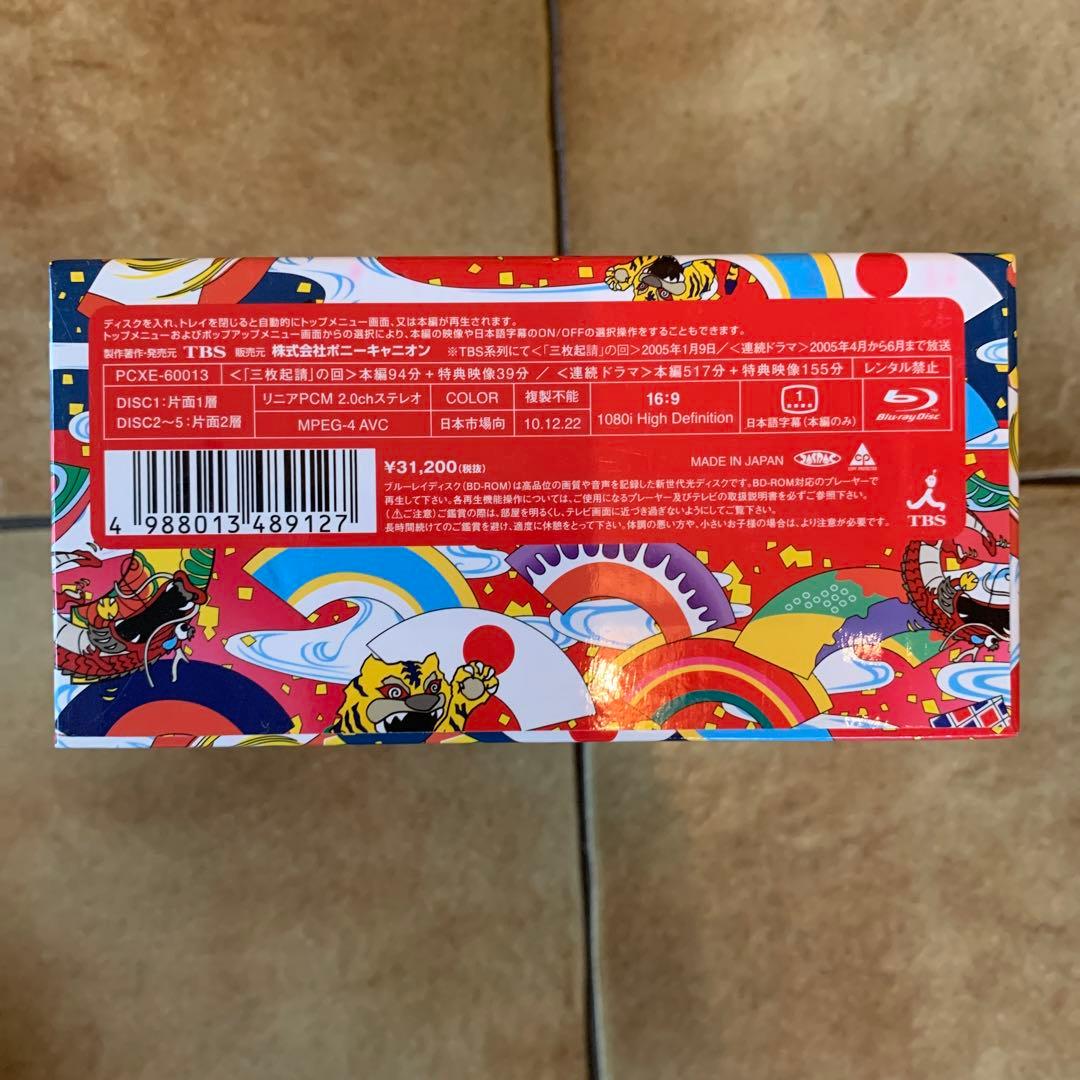 ディスクを入れ、トレイを閉じると自動的にトップメニュー画面、又は本編が再生されます。
トップメニューおよびポップアップメニュー画面からの選択により、本編の映像や日本語字幕のON/OFFの選択操作をすることもできます。
製作著作・発売元 TBS 販売元 株式会社ポニーキャニオン ※TBS系列にて<「三枚起請」の回>2005年1月9日/<連続ドラマ>2005年4月から6月まで放送
PCXE-60013 <「三枚起請」の回>本編94分+特典映像39分 / <連続ドラマ>本編517分+特典映像155分 レンタル禁止
DISC1:片面1層 リニアPCM 2.0chステレオ COLOR 複製不能 16:9 1
DISC2〜5:片面2層 MPEG-4 AVC 日本市場向 10.12.22 1080i High Definition 日本語字幕(本編のみ) Blu-ray Disc
¥31,200(税抜) MADE IN JAPAN JASRAC CP COPY PROTECTED
ブルーレイディスク(BD-ROM)は高品位の画質や音声を記録した新世代光ディスクです。BD-ROM対応のプレーヤーで
再生して下さい。各再生機能操作については、ご使用になるプレーヤー及びテレビの取扱説明書を必ずご参照下さい。
(⚠ご注意)ご鑑賞の際は、部屋を明るくし、テレビ画面に近づき過ぎないようにしてご覧下さい。
長時間続けてのご鑑賞を避け、適度に休憩をとって下さい。体調の悪い方や、小さいお子様の場合は、より注意が必要です。
4 988013 489127
TBS